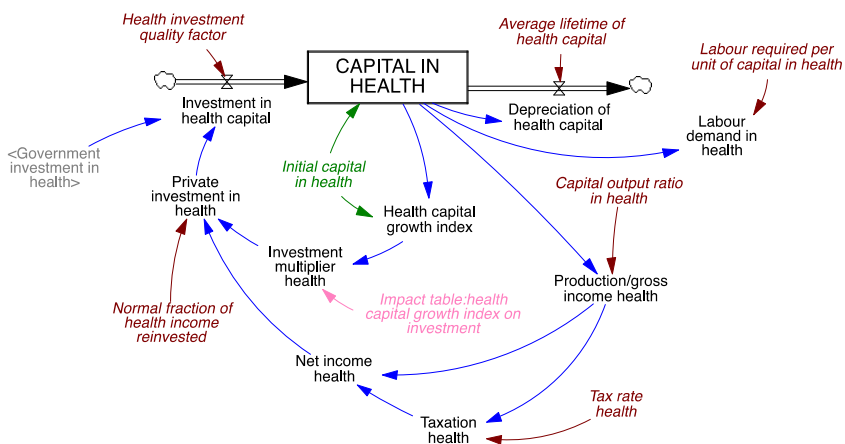 Health investment
quality factor
Average lifetime of
health capital
Labour required per
unit of capital in health
CAPITAL IN
HEALTH
Investment in
health capital
Depreciation of
health capital
Labour
demand in
health
<Government
investment in
health>
Initial capital
in health
Private
investment in
health
Capital output ratio
in health
Health capital
growth index
Investment
multiplier
health
Production/gross
income health
Normal fraction of
health income
reinvested
Impact table:health
capital growth index on
investment
Net income
health
Tax rate
health
Taxation
health